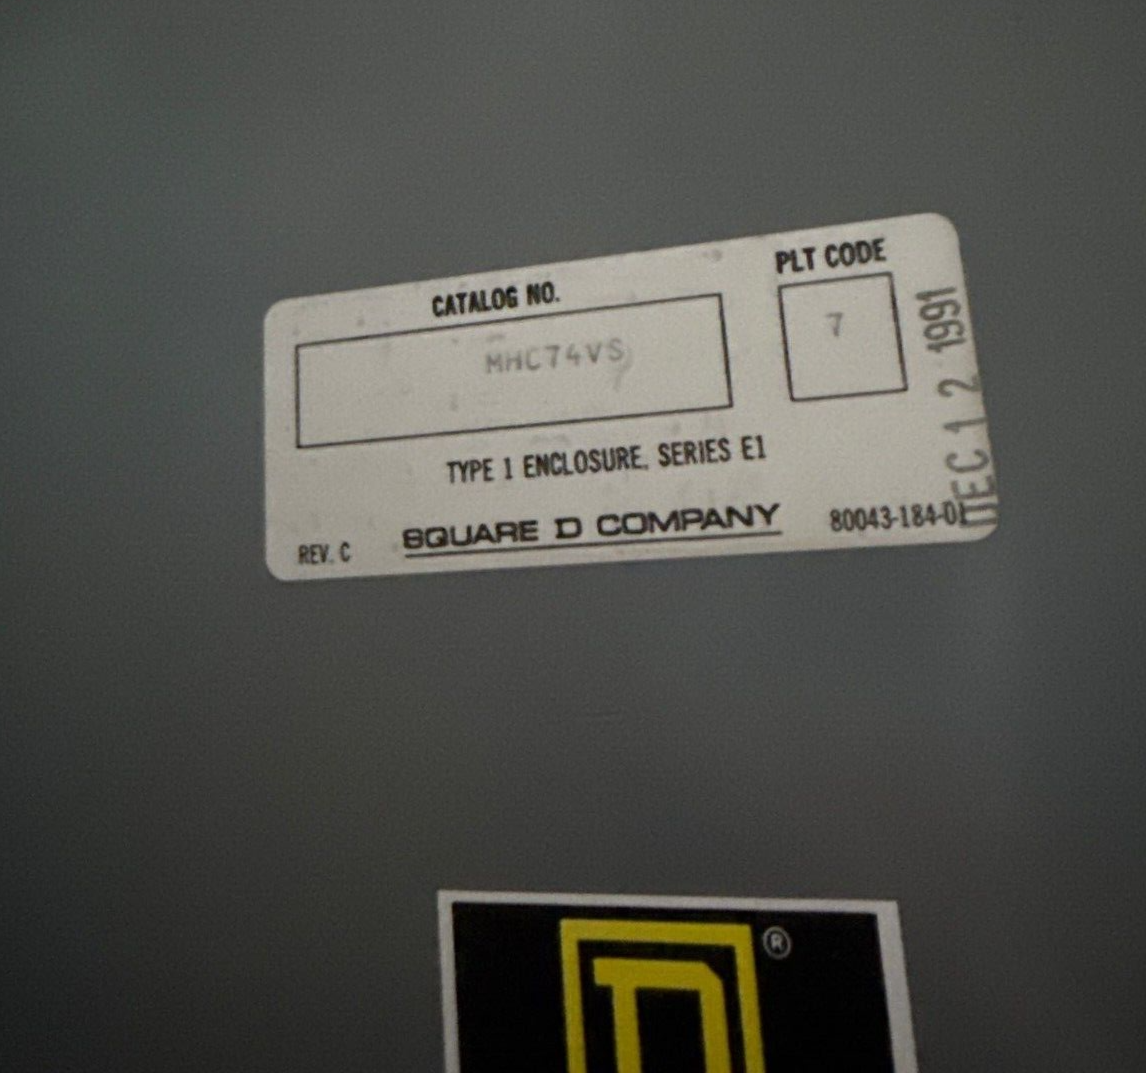 CATALOG NO.
PLT CODE
MHC74VS
7
TYPE 1 ENCLOSURE, SERIES E1
REV. C
SQUARE D COMPANY
80043-184-01
DEC 12 1991
D
®